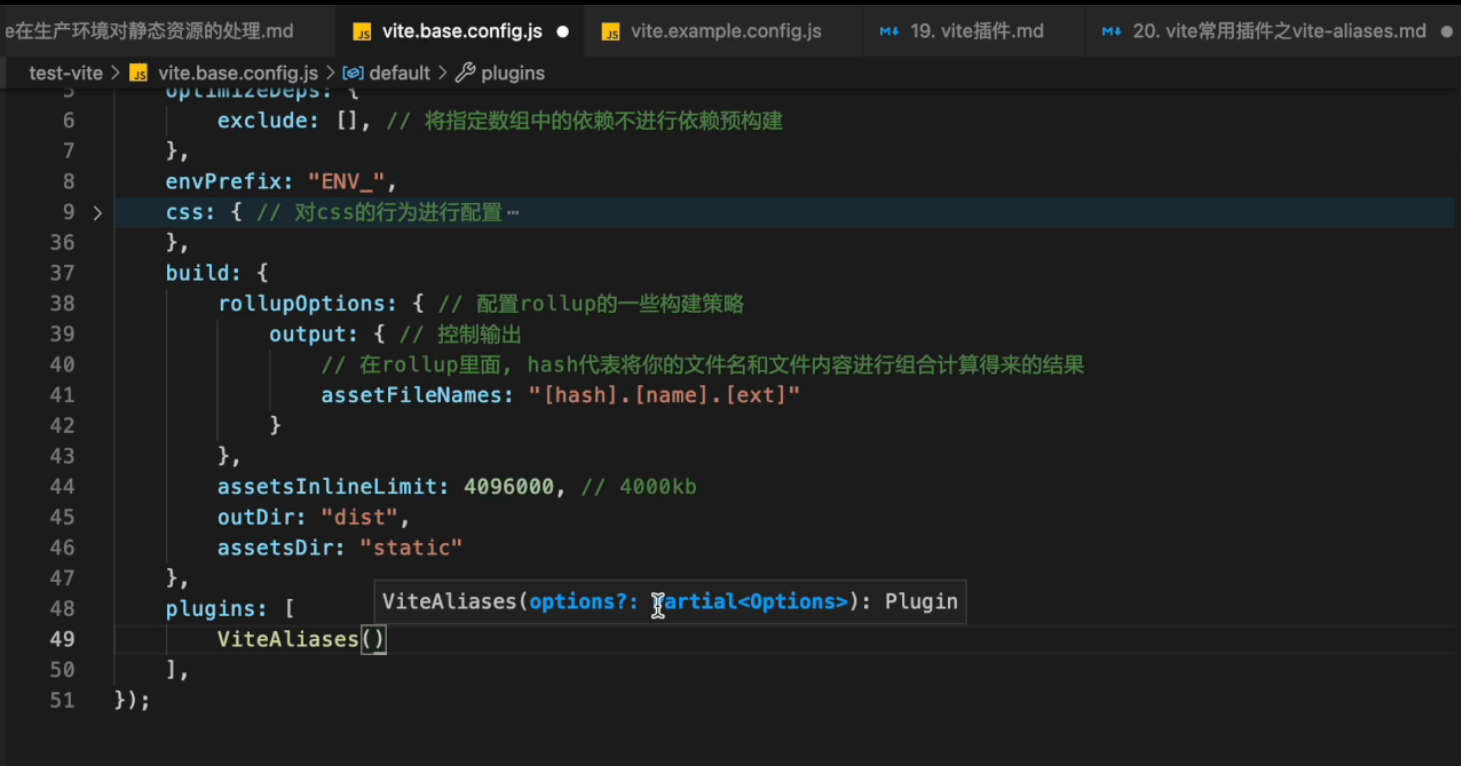 e在生产环境对静态资源的处理.md JS vite.base.config.js ● JS vite.example.config.js 19. vite插件.md 20. vite常用插件之vite-aliases.md ●
test-vite > JS vite.base.config.js > default > plugins
5 optimizeDeps: {
6 exclude: [], // 将指定数组中的依赖不进行依赖预构建
7 },
8 envPrefix: "ENV_",
9 > css: { // 对css的行为进行配置…
36 },
37 build: {
38 rollupOptions: { // 配置rollup的一些构建策略
39 output: { // 控制输出
40 // 在rollup里面, hash代表将你的文件名和文件内容进行组合计算得来的结果
41 assetFileNames: "[hash].[name].[ext]"
42 }
43 },
44 assetsInlineLimit: 4096000, // 4000kb
45 outDir: "dist",
46 assetsDir: "static"
47 },
ViteAliases(options?: Partial<Options>): Plugin
48 plugins: [
49 ViteAliases()
50 ],
51 });